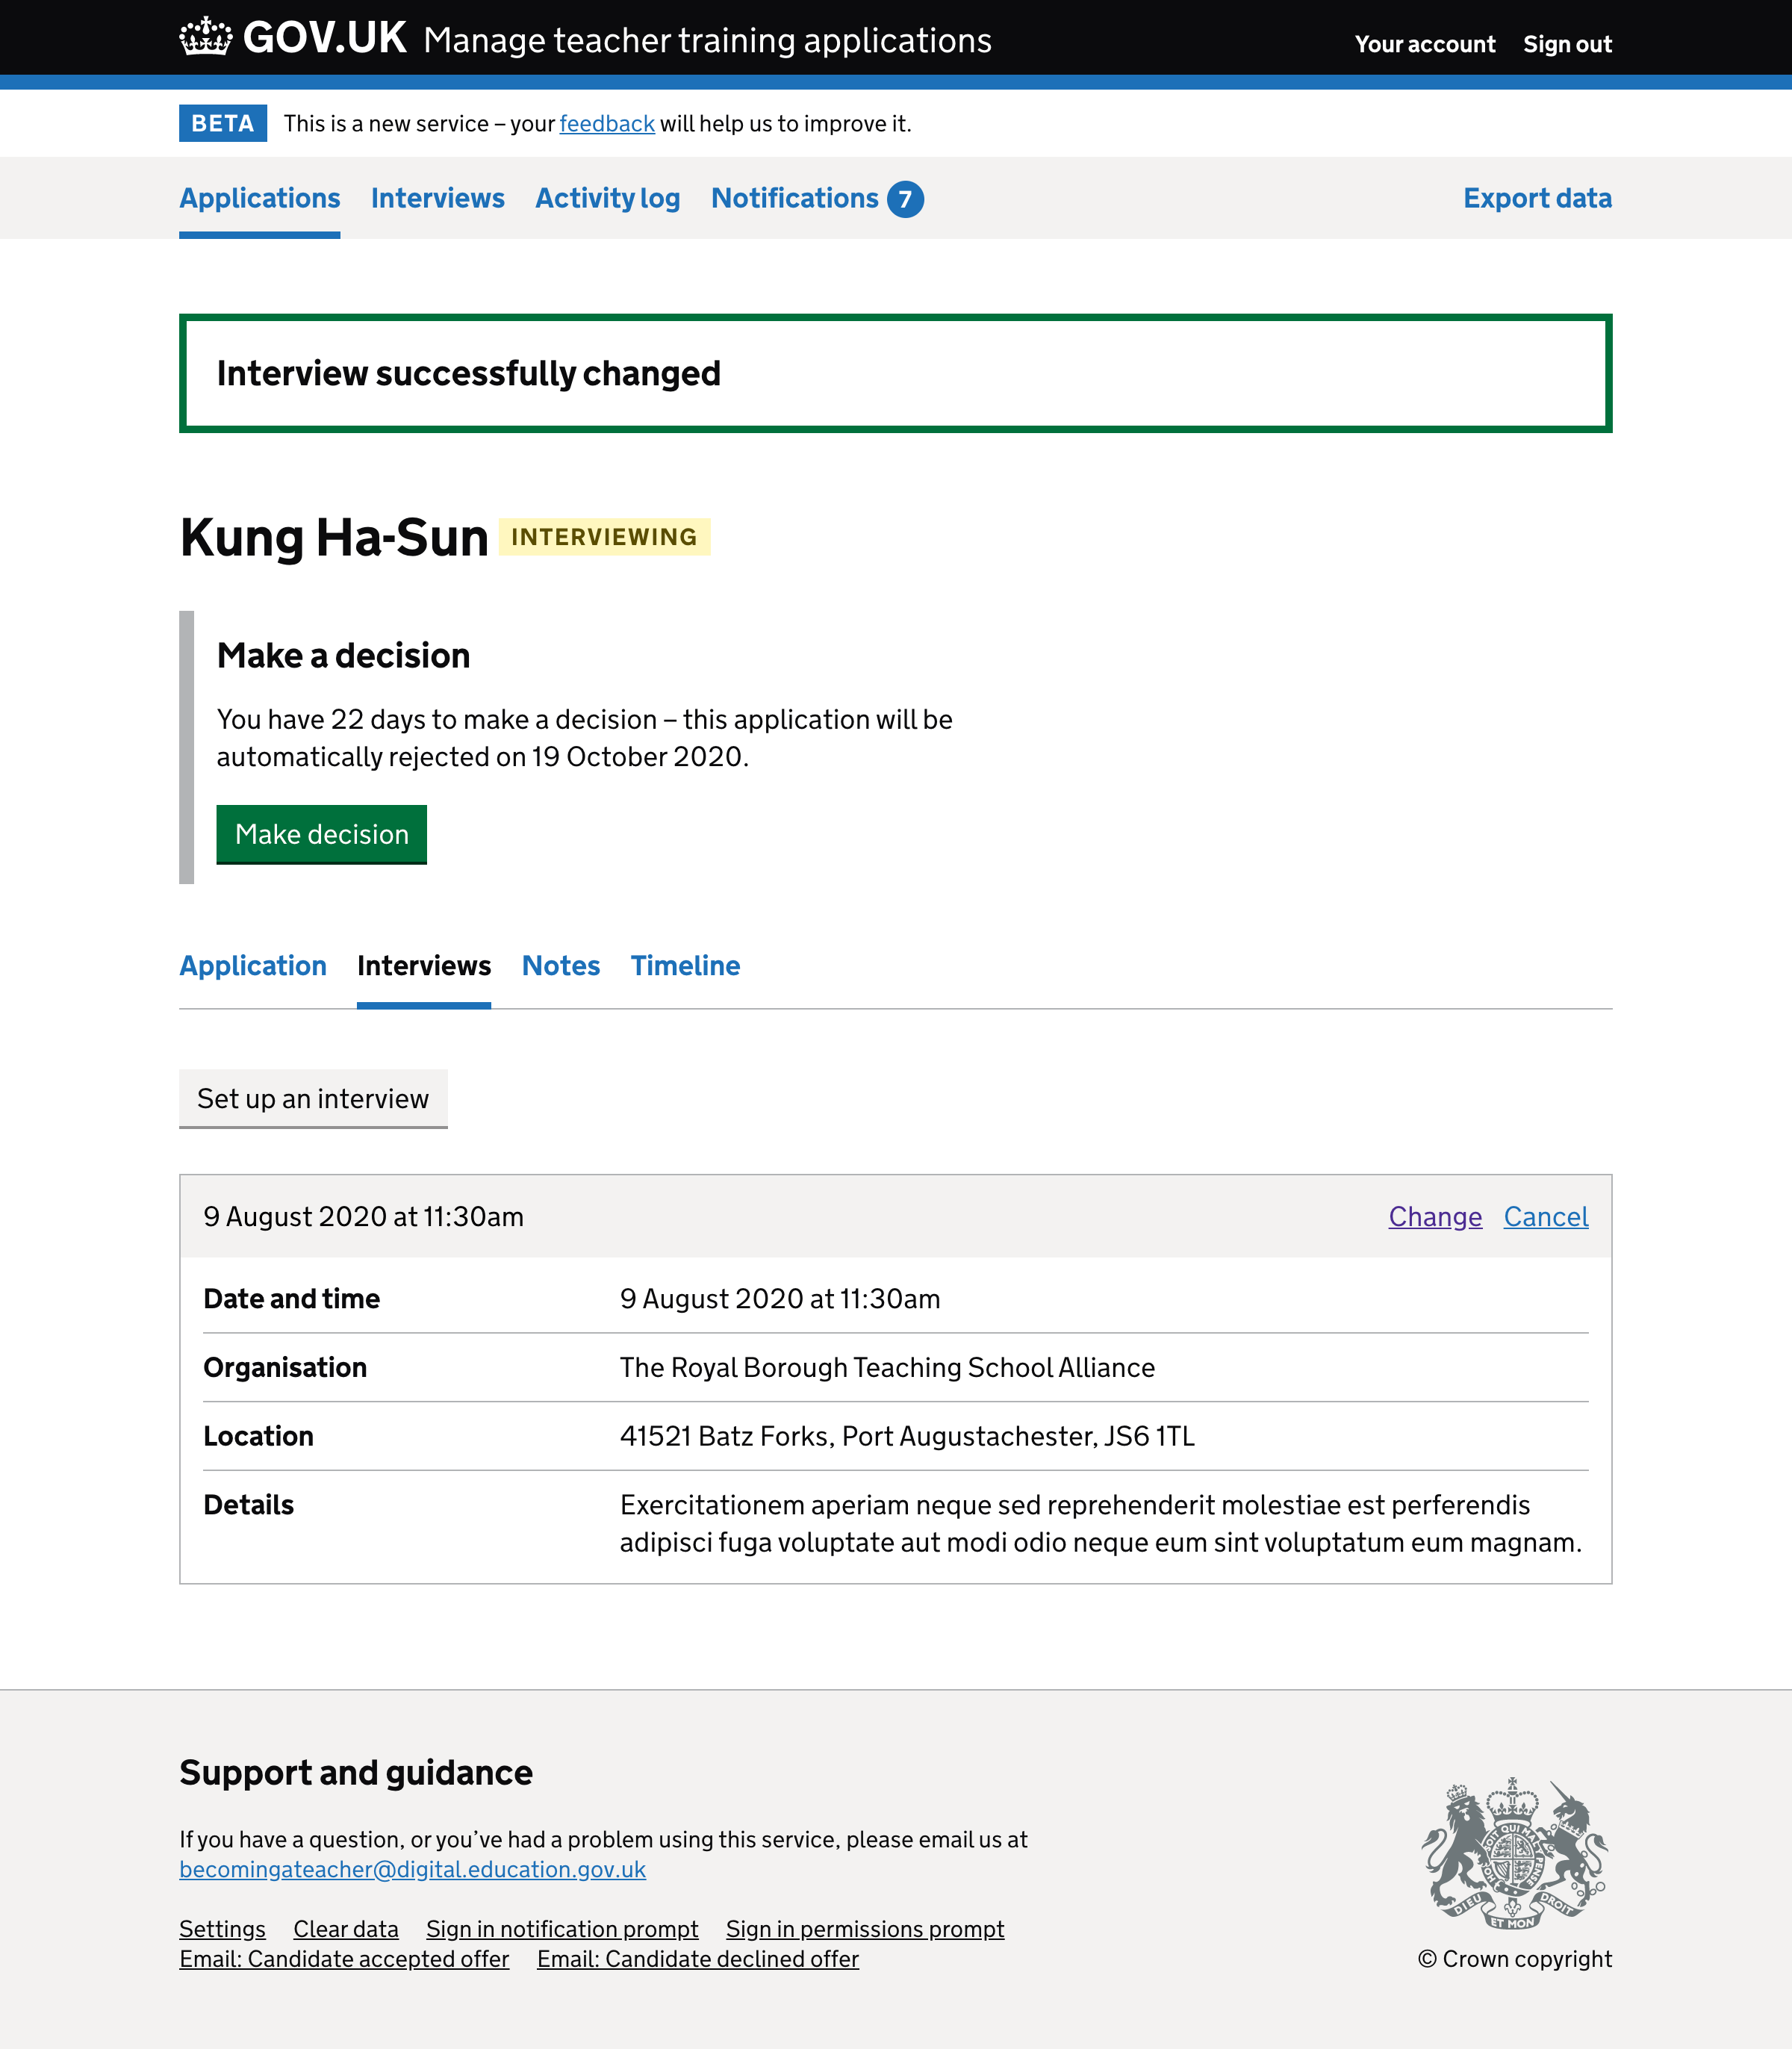 GOV.UK Manage teacher training applications Your account Sign out
BETA This is a new service – your feedback will help us to improve it.
Applications Interviews Activity log Notifications 7 Export data
Interview successfully changed
Kung Ha-Sun INTERVIEWING
Make a decision
You have 22 days to make a decision – this application will be
automatically rejected on 19 October 2020.
Make decision
Application Interviews Notes Timeline
Set up an interview
9 August 2020 at 11:30am Change Cancel
Date and time 9 August 2020 at 11:30am
Organisation The Royal Borough Teaching School Alliance
Location 41521 Batz Forks, Port Augustachester, JS6 1TL
Details Exercitationem aperiam neque sed reprehenderit molestiae est perferendis
adipisci fuga voluptate aut modi odio neque eum sint voluptatum eum magnam.
Support and guidance
If you have a question, or you’ve had a problem using this service, please email us at
becomingateacher@digital.education.gov.uk
Settings Clear data Sign in notification prompt Sign in permissions prompt
Email: Candidate accepted offer Email: Candidate declined offer
DIEU ET MON DROIT
© Crown copyright